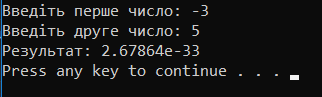 Введіть перше число: -3
Введіть друге число: 5
Результат: 2.67864e-33
Press any key to continue . . .